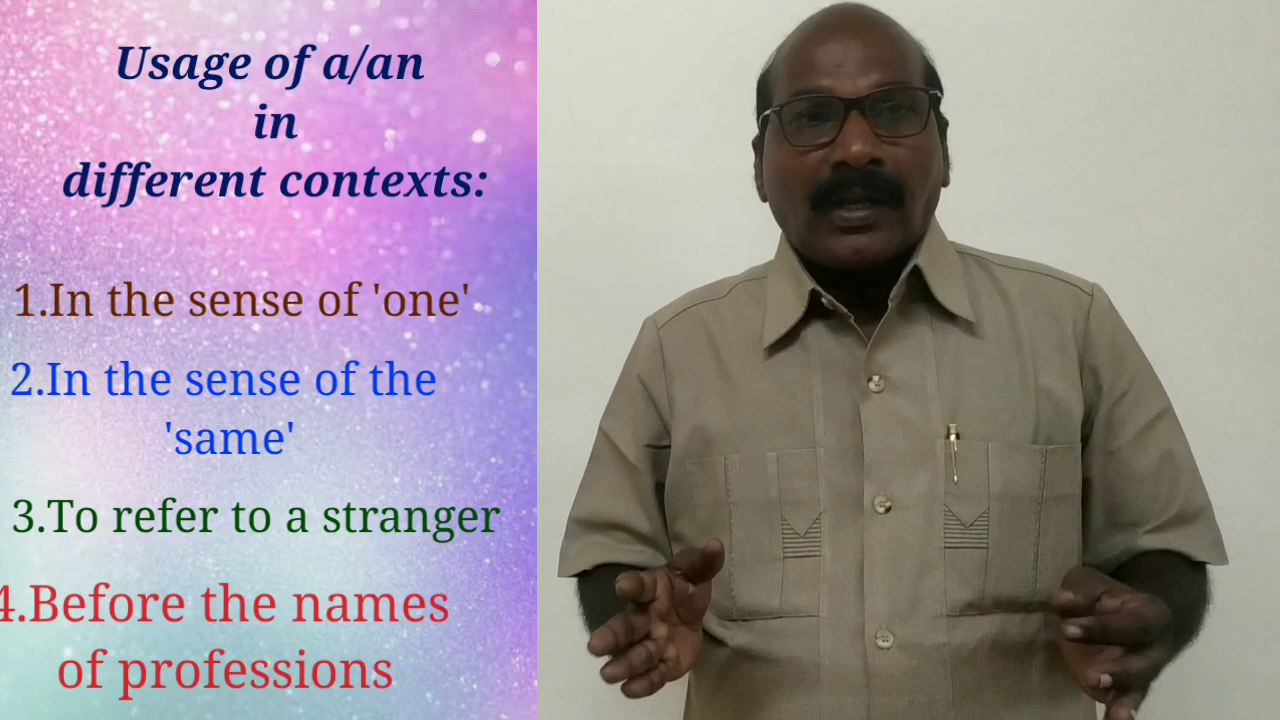 Usage of a/an
in
different contexts:
1.In the sense of 'one'
2.In the sense of the
'same'
3.To refer to a stranger
4.Before the names
of professions